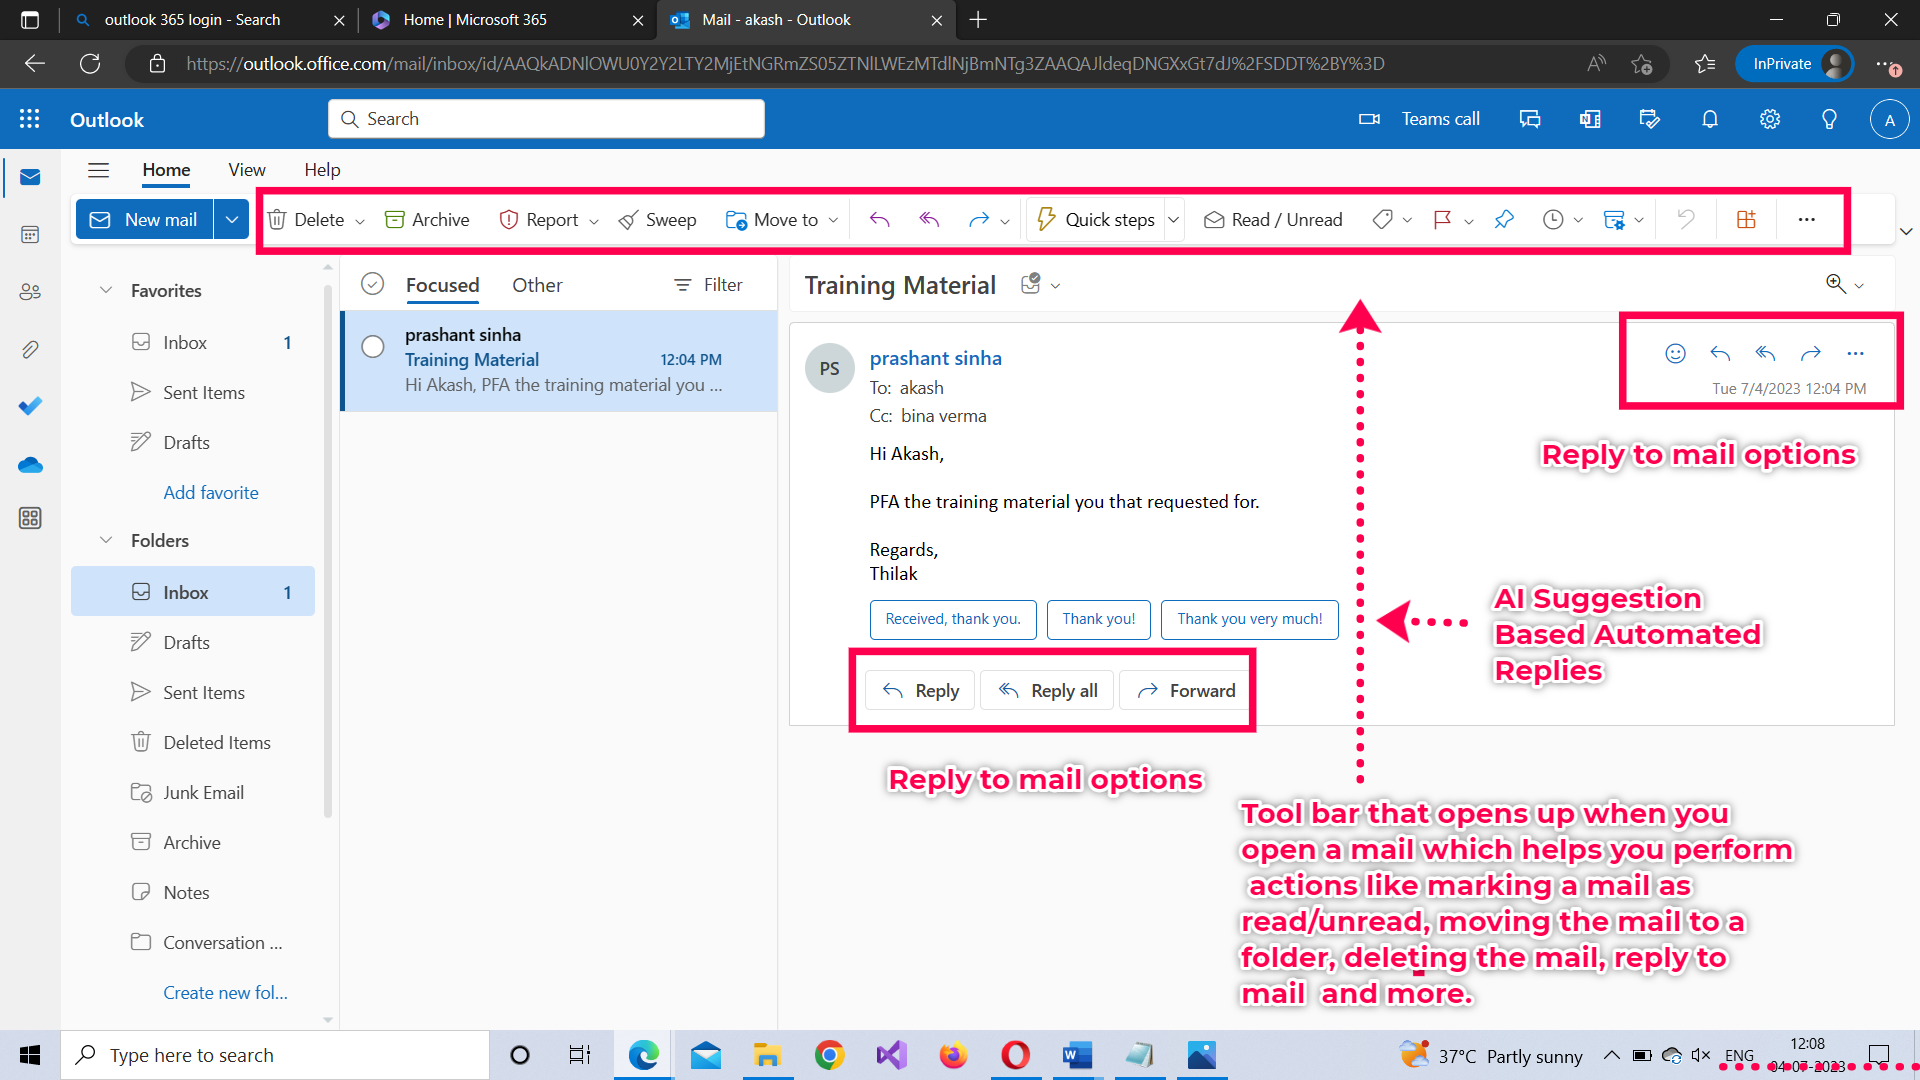 outlook 365 login - Search
Home | Microsoft 365
Mail - akash - Outlook
https://outlook.office.com/mail/inbox/id/
InPrivate
Outlook
Search
Teams call
A
Home View Help
New mail
Delete Archive Report Sweep Move to Quick steps Read / Unread
Favorites
Inbox 1
Sent Items
Drafts
Add favorite
Folders
Inbox 1
Drafts
Sent Items
Deleted Items
Junk Email
Archive
Notes
Conversation ...
Create new fol...
Focused Other Filter
prashant sinha
Training Material 12:04 PM
Hi Akash, PFA the training material you ...
Training Material
PS
prashant sinha
To: akash
Cc: bina verma
Tue 7/4/2023 12:04 PM
Hi Akash,
PFA the training material you that requested for.
Regards,
Thilak
Received, thank you. Thank you! Thank you very much!
Reply Reply all Forward
Reply to mail options
AI Suggestion
Based Automated
Replies
Reply to mail options
Tool bar that opens up when you
open a mail which helps you perform
actions like marking a mail as
read/unread, moving the mail to a
folder, deleting the mail, reply to
mail and more.
Type here to search
37°C Partly sunny
ENG
12:08
04-07-2023